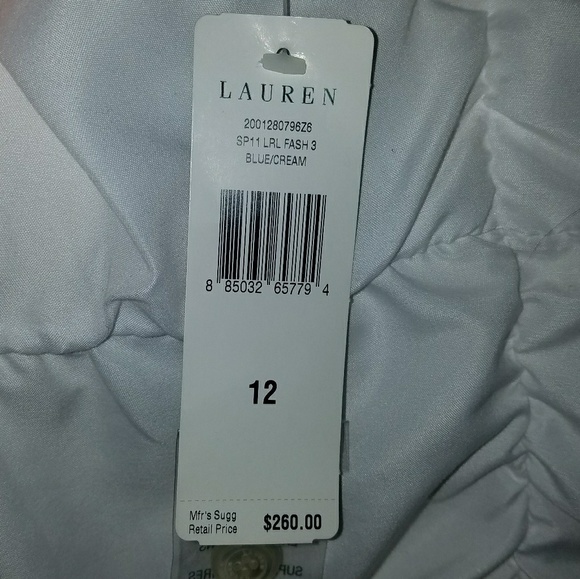 LAUREN
2001280796Z6
SP11 LRL FASH 3
BLUE/CREAM
8 85032 65779 4
12
Mfr's Sugg
Retail Price $260.00